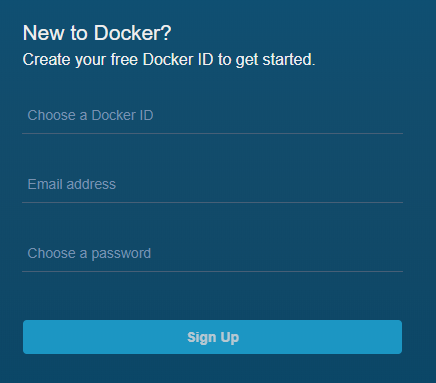 New to Docker?
Create your free Docker ID to get started.
Choose a Docker ID
Email address
Choose a password
Sign Up